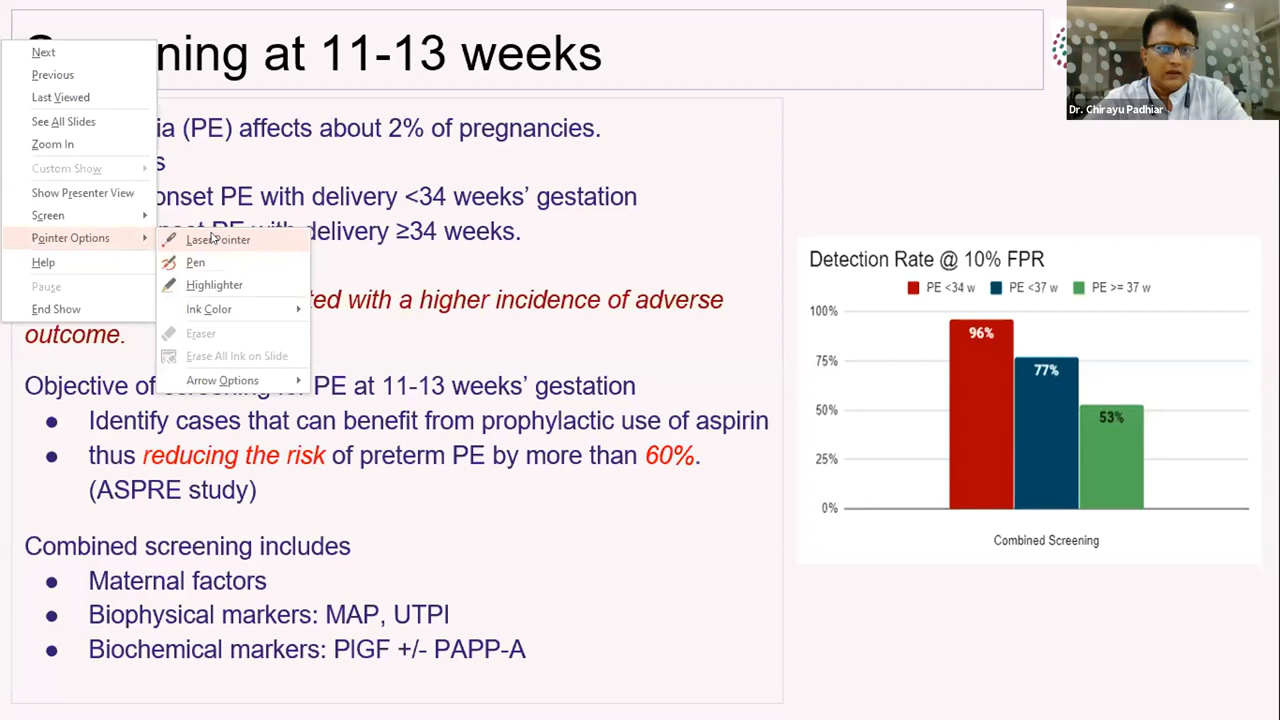 ning at 11-13 weeks
Dr. Chirayu Padhiar
Next
Previous
Last Viewed
See All Slides
Zoom In
Custom Show
Show Presenter View
Screen
Pointer Options
Help
Pause
End Show
Laser Pointer
Pen
Highlighter
Ink Color
Eraser
Erase All Ink on Slide
Arrow Options
ia (PE) affects about 2% of pregnancies.
s
onset PE with delivery <34 weeks’ gestation
PE with delivery ≥34 weeks.
ted with a higher incidence of adverse
outcome.
Objective of screening for PE at 11-13 weeks’ gestation
● Identify cases that can benefit from prophylactic use of aspirin
● thus reducing the risk of preterm PE by more than 60%.
(ASPRE study)
Combined screening includes
● Maternal factors
● Biophysical markers: MAP, UTPI
● Biochemical markers: PlGF +/- PAPP-A
Detection Rate @ 10% FPR
PE <34 w PE <37 w PE >= 37 w
100%
75%
50%
25%
0%
96%
77%
53%
Combined Screening